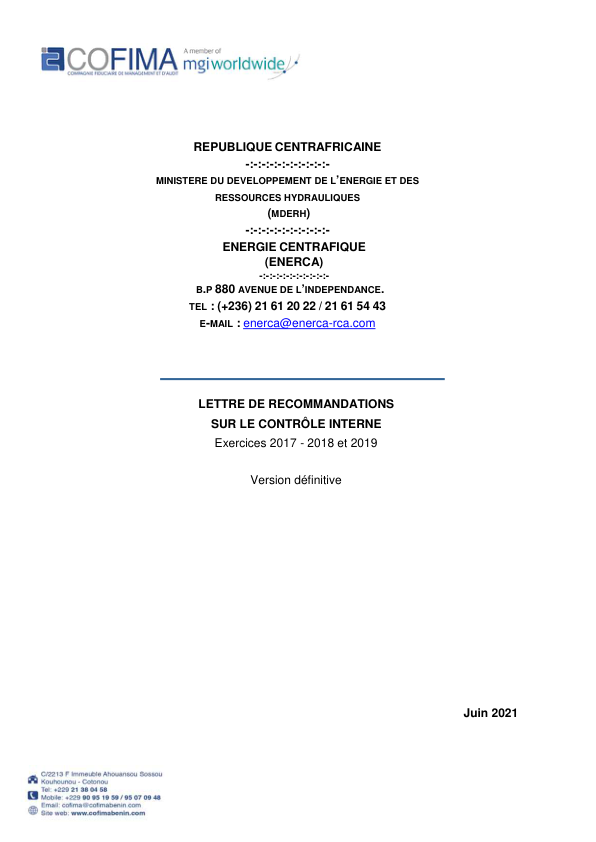 COFIMA
COMPAGNIE FIDUCIAIRE DE MANAGEMENT ET D'AUDIT
A member of
mgiworldwide
REPUBLIQUE CENTRAFRICAINE
-:-:-:-:-:-:-:-:-:-:-
MINISTERE DU DEVELOPPEMENT DE L'ENERGIE ET DES
RESSOURCES HYDRAULIQUES
(MDERH)
-:-:-:-:-:-:-:-:-:-:-
ENERGIE CENTRAFIQUE
(ENERCA)
-:-:-:-:-:-:-:-:-:-:-
B.P 880 AVENUE DE L'INDEPENDANCE.
TEL : (+236) 21 61 20 22 / 21 61 54 43
E-MAIL : enerca@enerca-rca.com
LETTRE DE RECOMMANDATIONS
SUR LE CONTRÔLE INTERNE
Exercices 2017 - 2018 et 2019
Version définitive
Juin 2021
C/2213 F Immeuble Ahouansou Sossou
Kouhounou - Cotonou
Tel: +229 21 38 04 58
Mobile: +229 90 95 19 59 / 95 07 09 48
Email: cofima@cofimabenin.com
Site web: www.cofimabenin.com